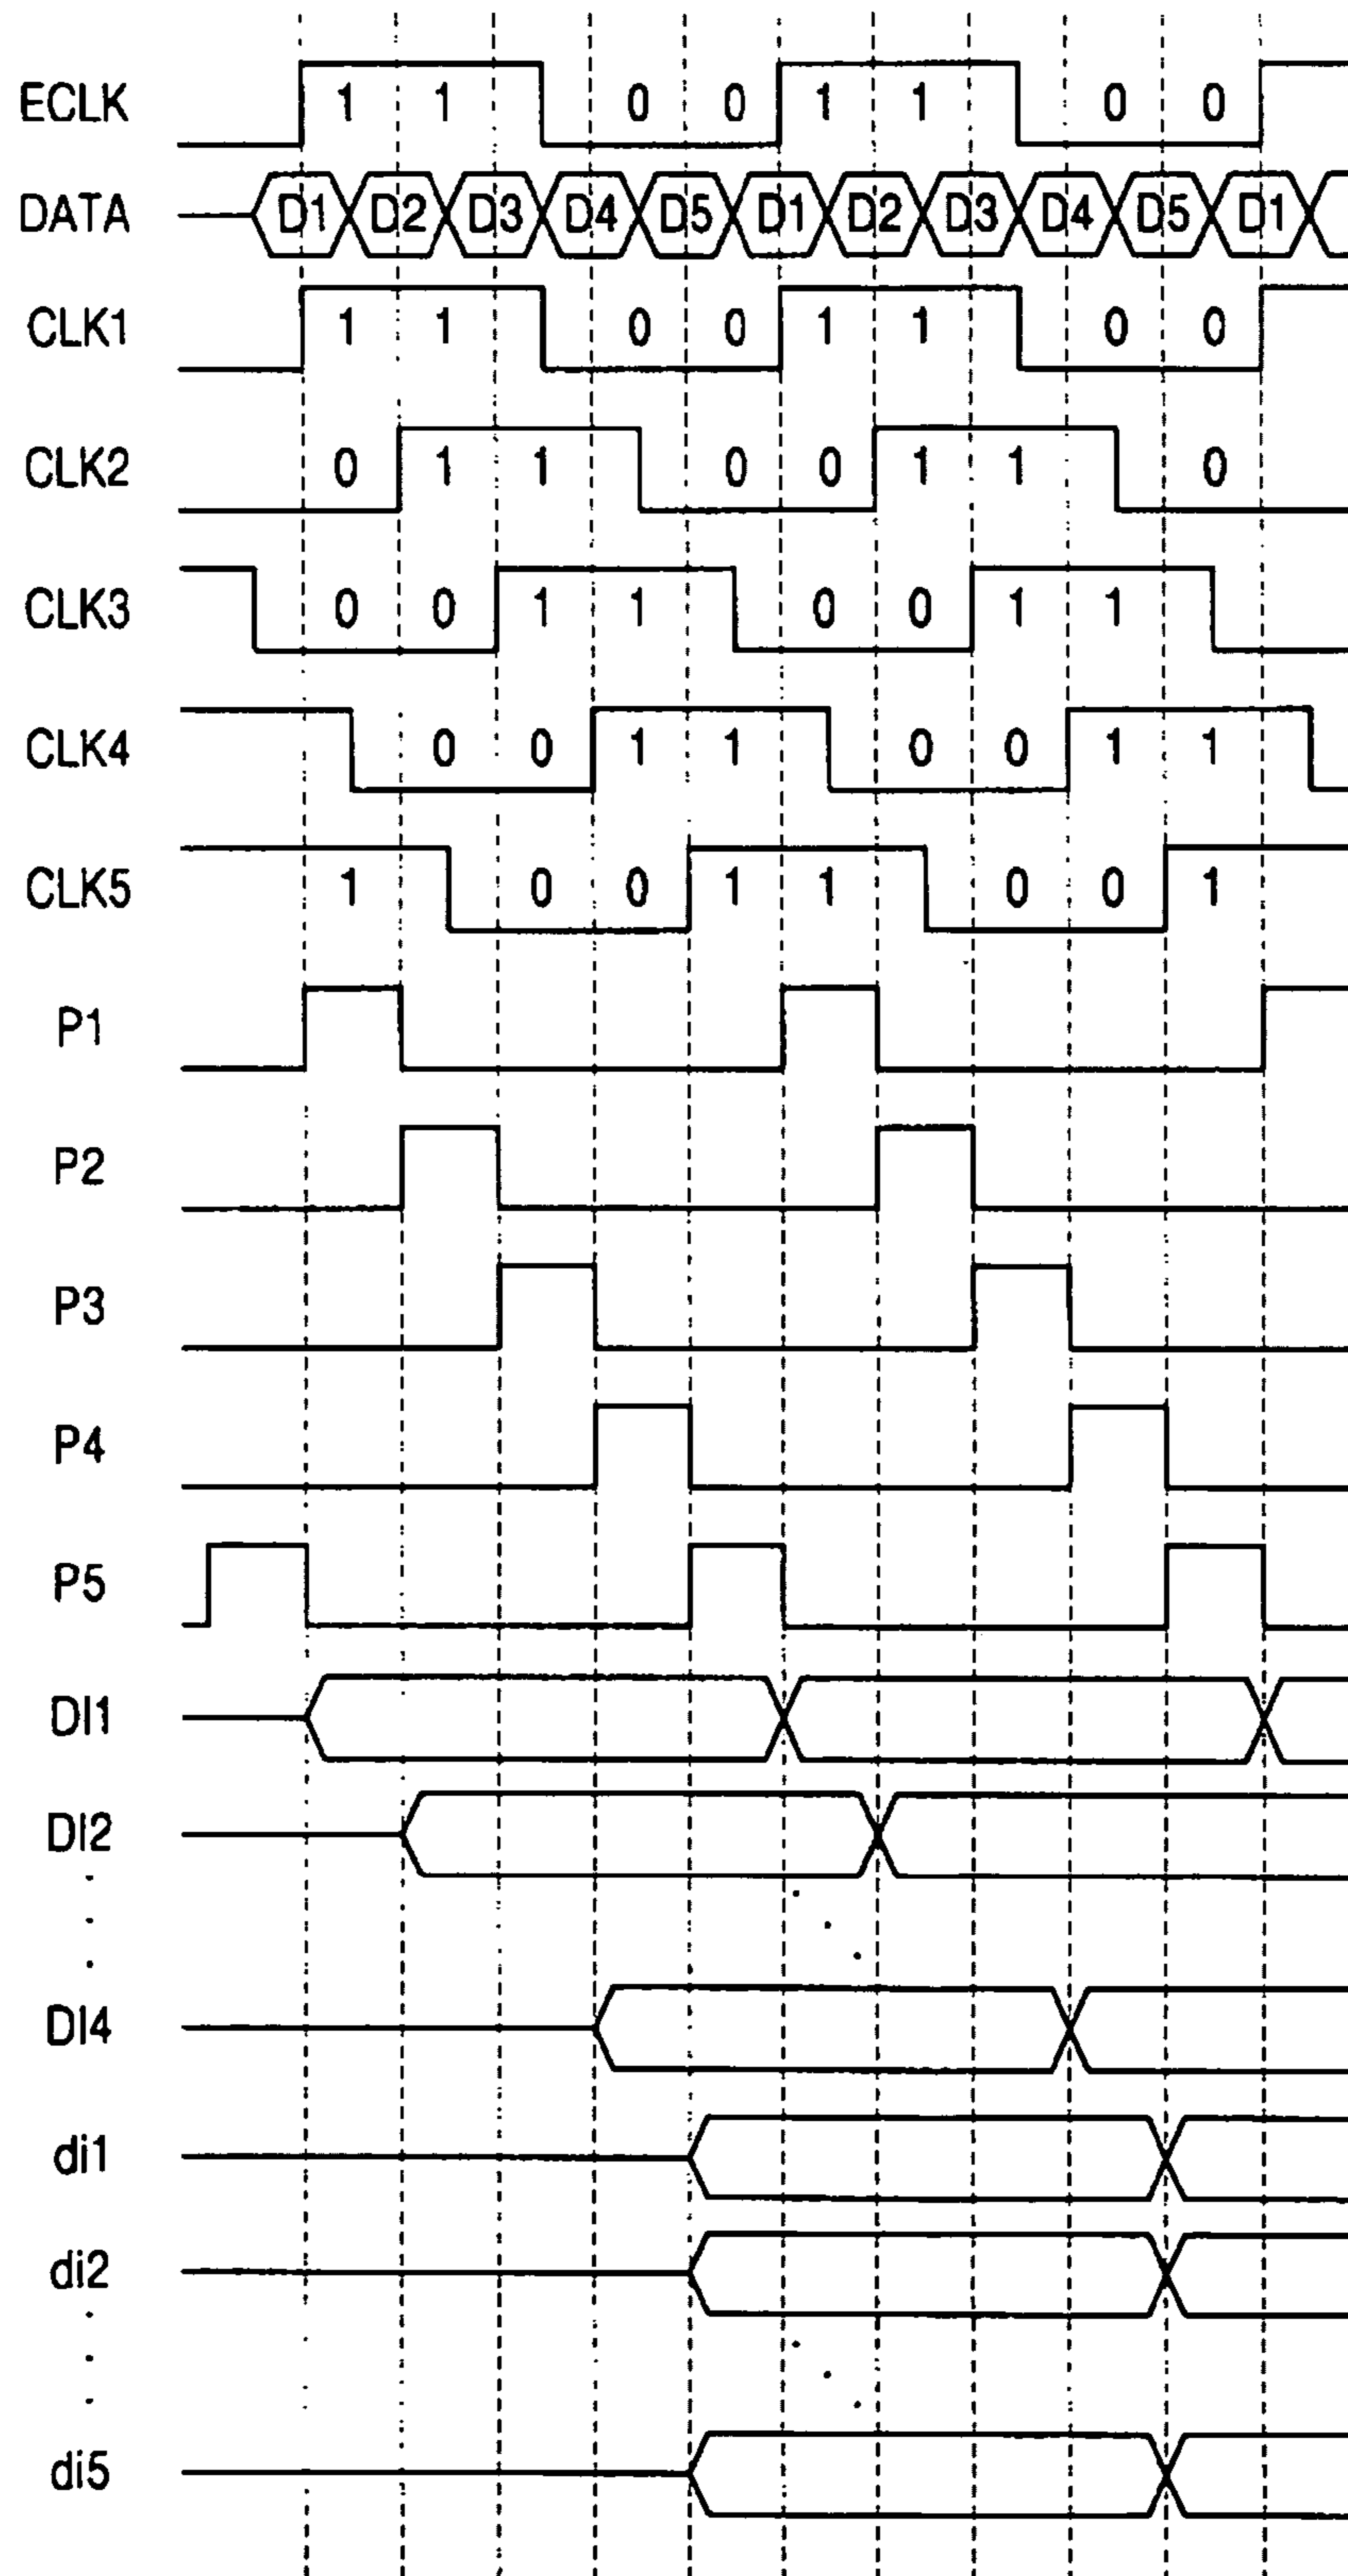 ECLK 1 1 0 0 1 1 0 0
DATA D1 D2 D3 D4 D5 D1 D2 D3 D4 D5 D1
CLK1 1 1 0 0 1 1 0 0
CLK2 0 1 1 0 0 1 1 0
CLK3 0 0 1 1 0 0 1 1
CLK4 0 0 1 1 0 0 1 1
CLK5 1 0 0 1 1 0 0 1
P1
P2
P3
P4
P5
DI1
DI2
DI4
di1
di2
di5